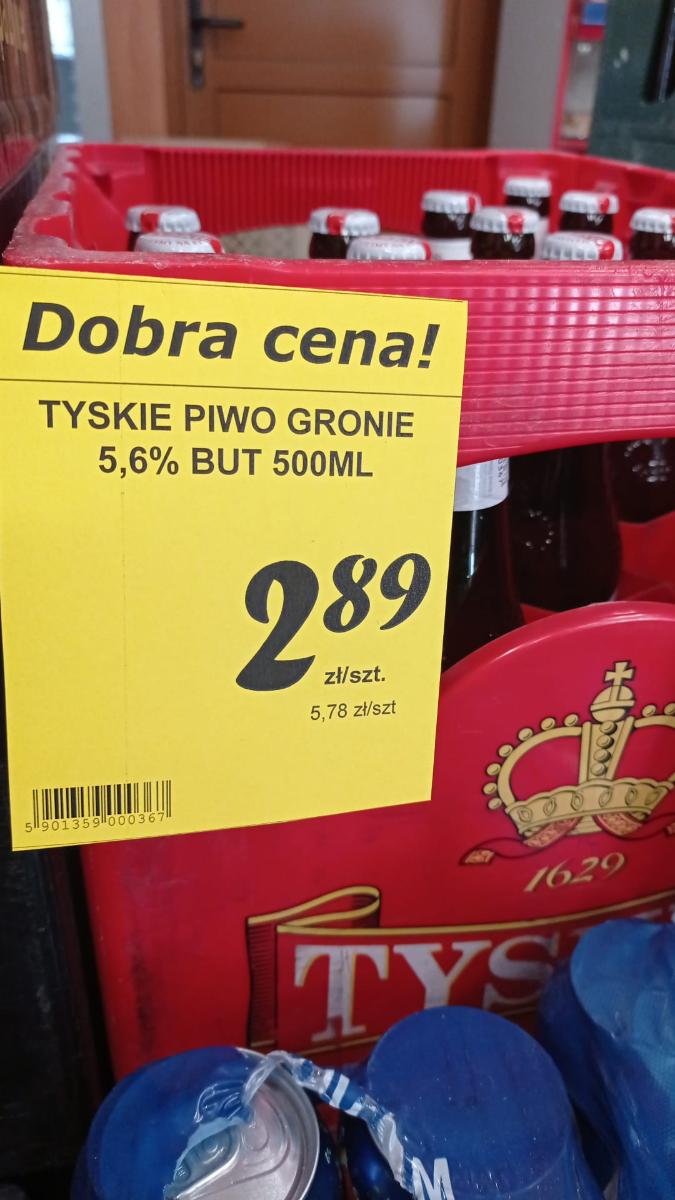 Dobra cena!
TYSKIE PIWO GRONIE
5,6% BUT 500ML
2 89
zł/szt.
5,78 zł/szt
5 901359 000367
1629
TYS
M